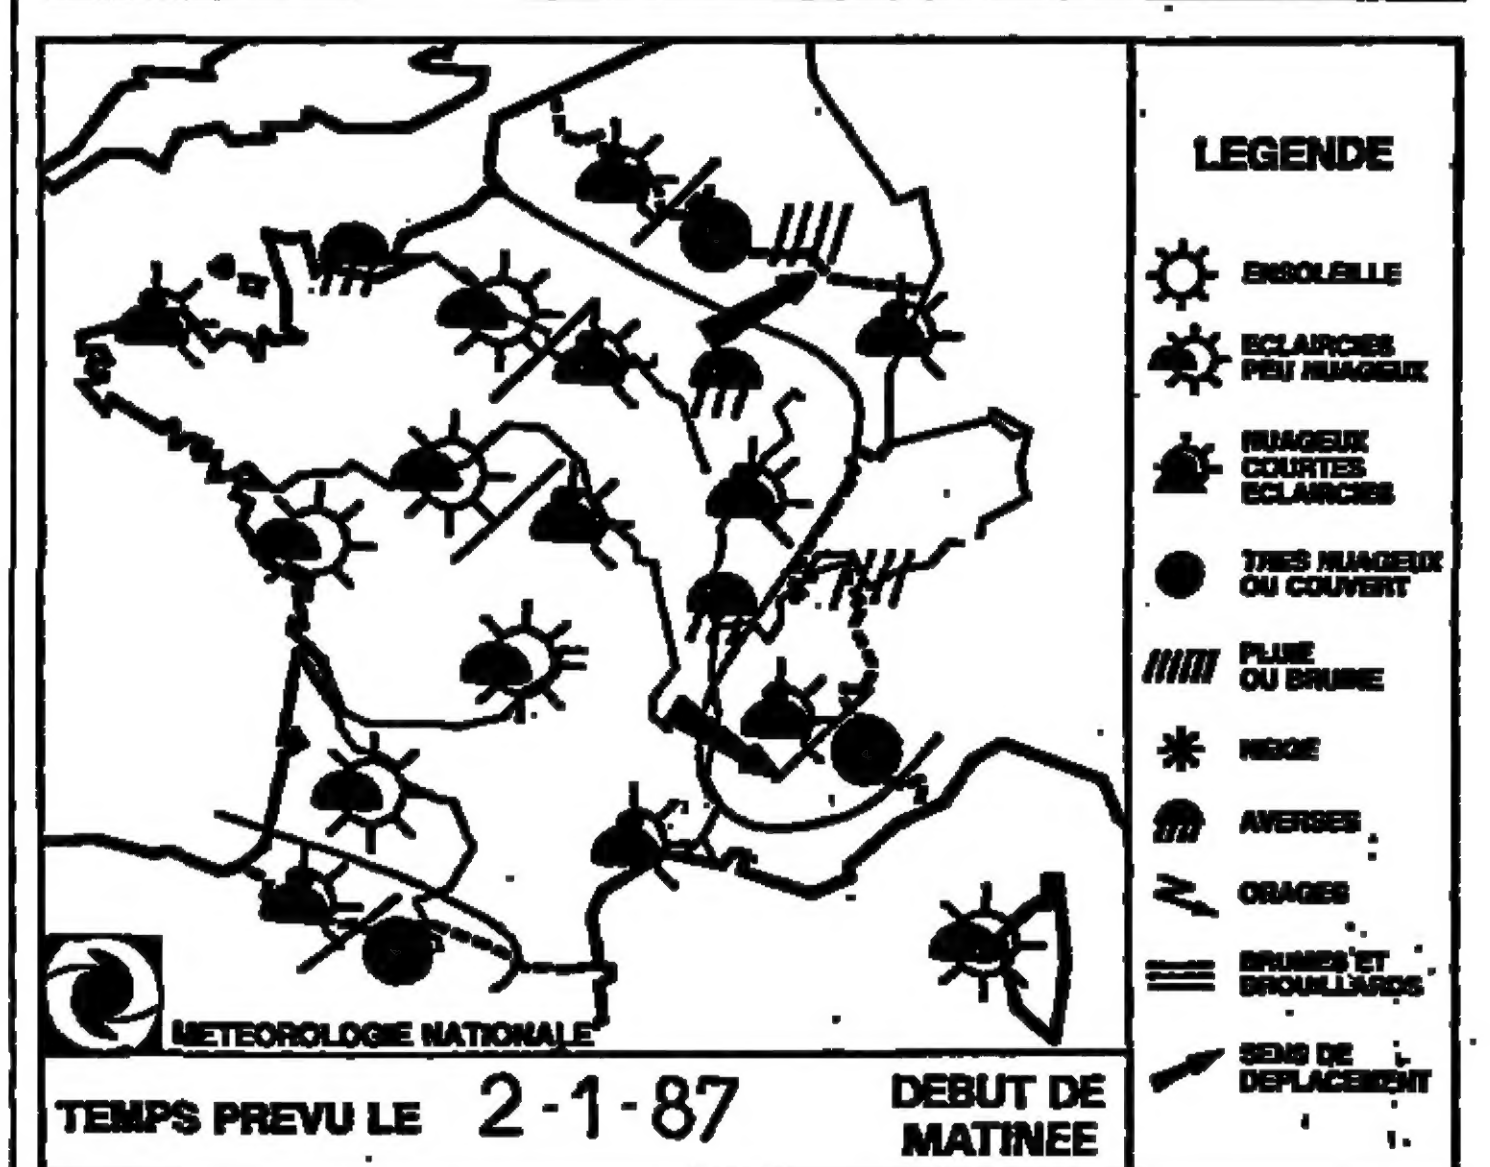 LEGENDE
ENSOLEILLE
ECLAIRCIES
PEU NUAGEUX
NUAGEUX
COURTES
ECLAIRCIES
TRES NUAGEUX
OU COUVERT
PLUIE
OU BRUINE
NEIGE
AVERSES
ORAGES
BRUMES ET
BROUILLARDS
SENS DE
DEPLACEMENT
METEOROLOGIE NATIONALE
TEMPS PREVU LE 2-1-87
DEBUT DE
MATINEE